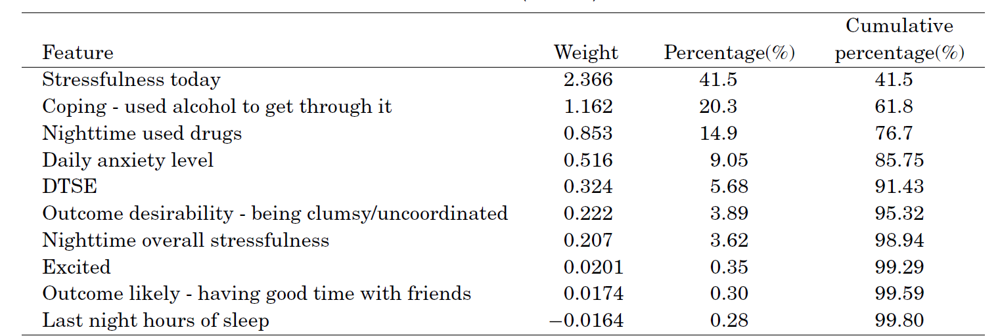 Cumulative
Feature Weight Percentage(%) percentage(%)
Stressfulness today 2.366 41.5 41.5
Coping - used alcohol to get through it 1.162 20.3 61.8
Nighttime used drugs 0.853 14.9 76.7
Daily anxiety level 0.516 9.05 85.75
DTSE 0.324 5.68 91.43
Outcome desirability - being clumsy/uncoordinated 0.222 3.89 95.32
Nighttime overall stressfulness 0.207 3.62 98.94
Excited 0.0201 0.35 99.29
Outcome likely - having good time with friends 0.0174 0.30 99.59
Last night hours of sleep −0.0164 0.28 99.80